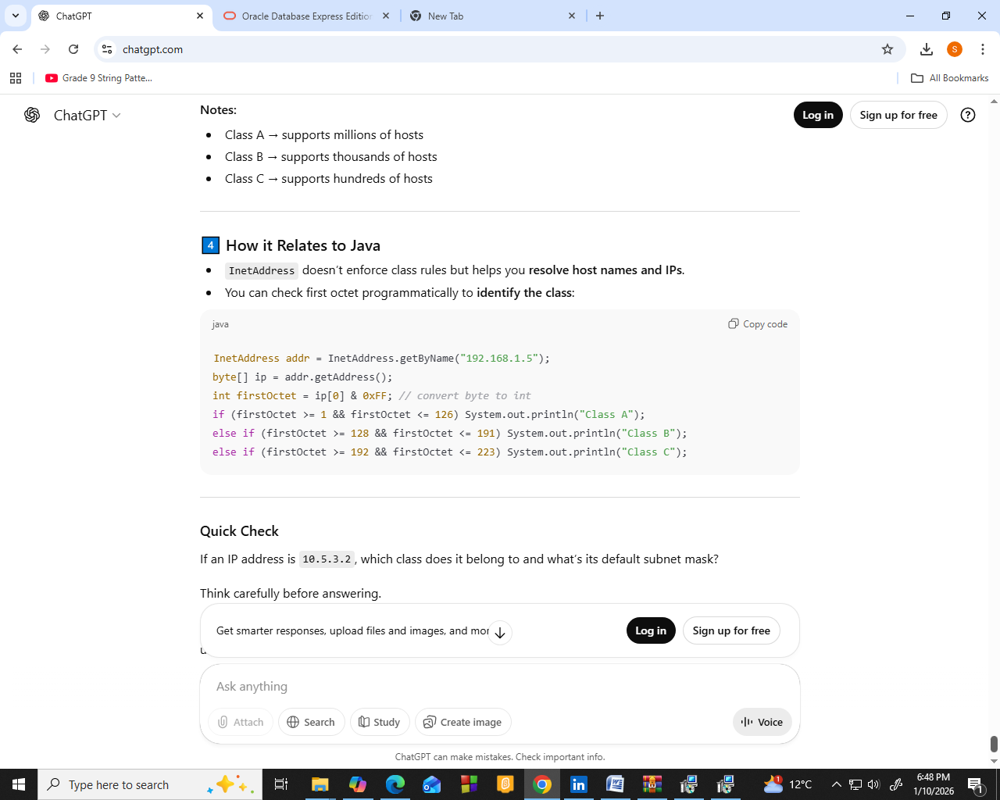 ChatGPT
Oracle Database Express Edition
New Tab
chatgpt.com
S
Grade 9 String Patte...
All Bookmarks
ChatGPT
Log in
Sign up for free
Notes:
Class A → supports millions of hosts
Class B → supports thousands of hosts
Class C → supports hundreds of hosts
4 How it Relates to Java
InetAddress doesn’t enforce class rules but helps you resolve host names and IPs.
You can check first octet programmatically to identify the class:
java
Copy code
InetAddress addr = InetAddress.getByName("192.168.1.5");
byte[] ip = addr.getAddress();
int firstOctet = ip[0] & 0xFF; // convert byte to int
if (firstOctet >= 1 && firstOctet <= 126) System.out.println("Class A");
else if (firstOctet >= 128 && firstOctet <= 191) System.out.println("Class B");
else if (firstOctet >= 192 && firstOctet <= 223) System.out.println("Class C");
Quick Check
If an IP address is 10.5.3.2, which class does it belong to and what’s its default subnet mask?
Think carefully before answering.
Get smarter responses, upload files and images, and mor
Log in
Sign up for free
Ask anything
Attach
Search
Study
Create image
Voice
ChatGPT can make mistakes. Check important info.
Type here to search
1
12°C
6:48 PM
1/10/2026
1